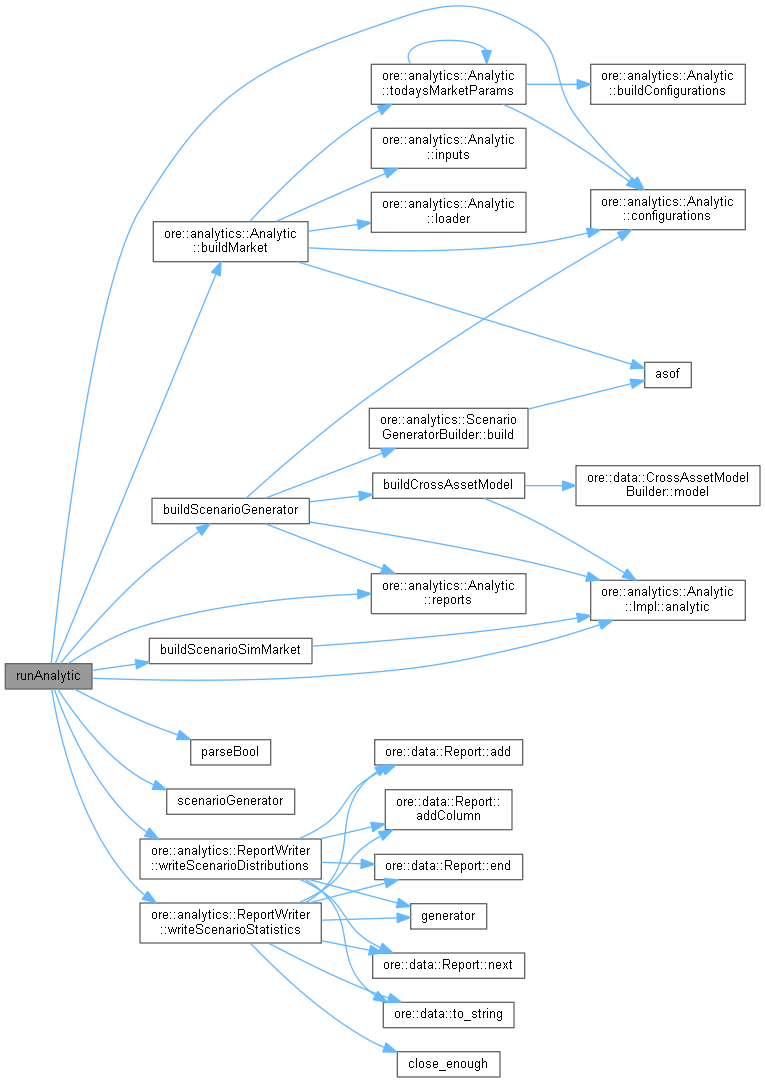 ore::analytics::Analytic
::todaysMarketParams
ore::analytics::Analytic
::buildConfigurations
ore::analytics::Analytic
::inputs
ore::analytics::Analytic
::loader
ore::analytics::Analytic
::configurations
ore::analytics::Analytic
::buildMarket
asof
ore::analytics::Scenario
GeneratorBuilder::build
buildCrossAssetModel
ore::data::CrossAssetModel
Builder::model
buildScenarioGenerator
ore::analytics::Analytic
::reports
ore::analytics::Analytic
::Impl::analytic
buildScenarioSimMarket
runAnalytic
parseBool
ore::data::Report::add
scenarioGenerator
ore::data::Report::
addColumn
ore::analytics::ReportWriter
::writeScenarioDistributions
ore::data::Report::end
ore::analytics::ReportWriter
::writeScenarioStatistics
generator
ore::data::Report::next
ore::data::to_string
close_enough